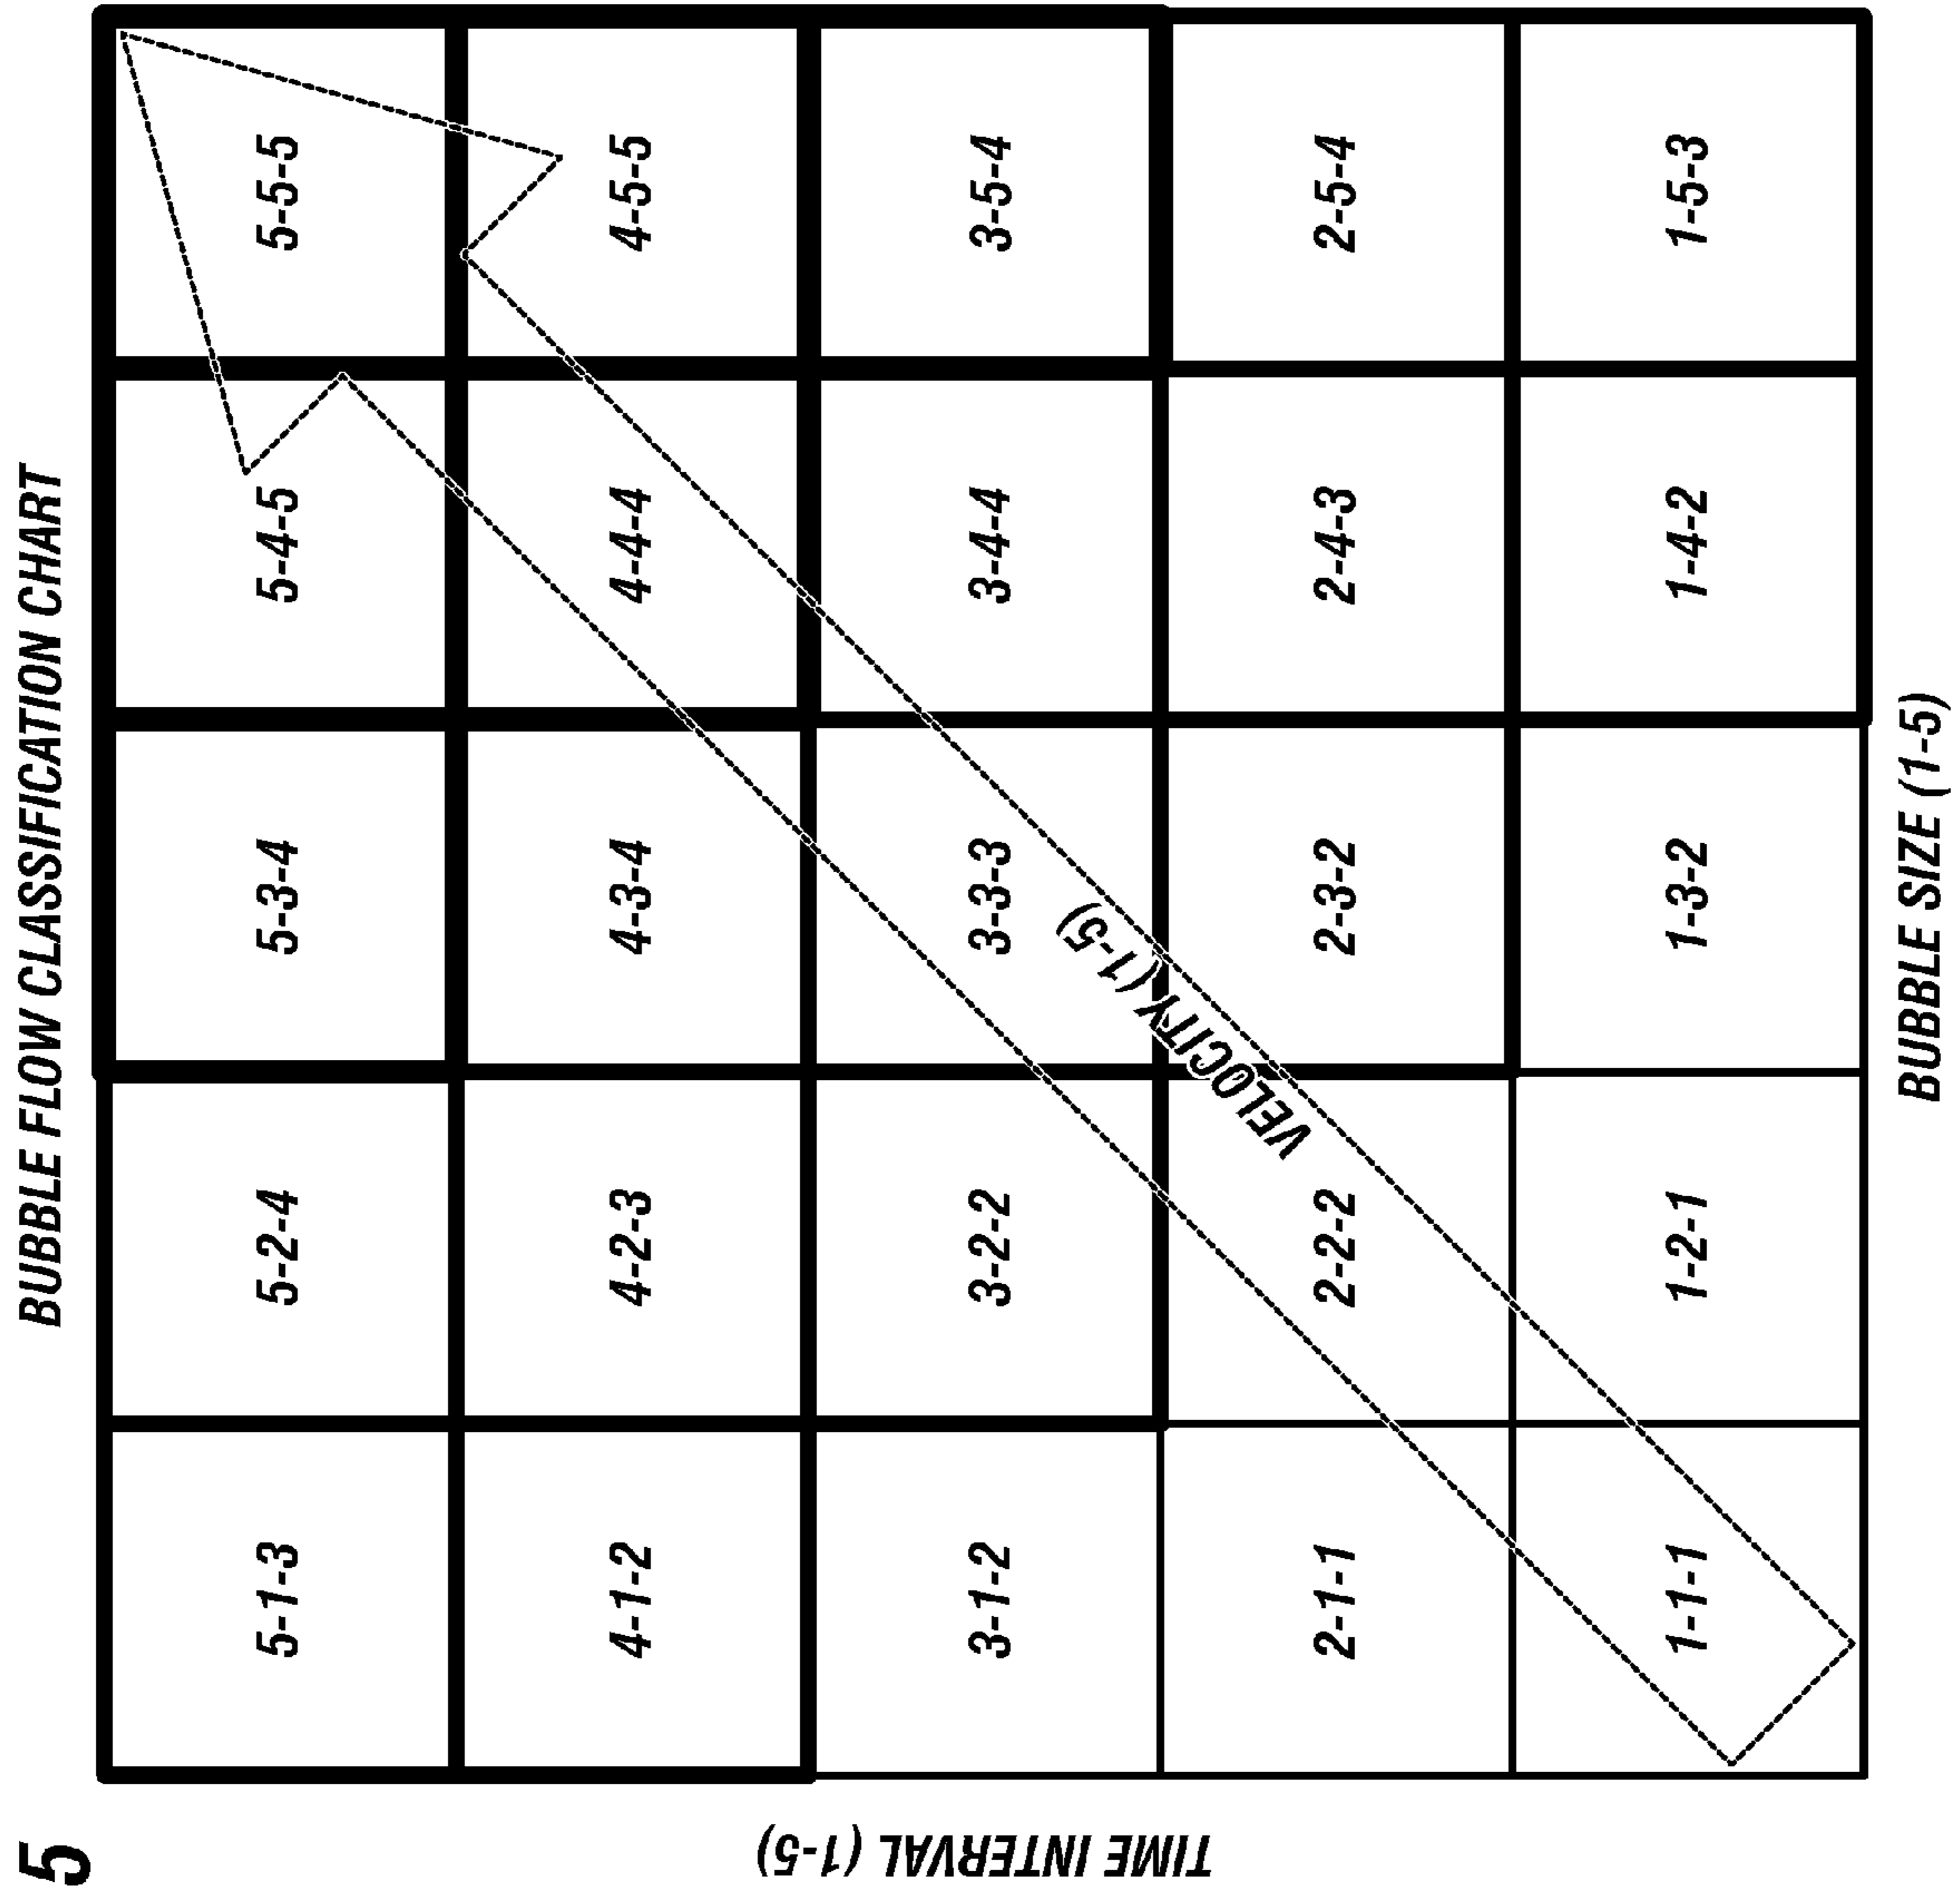 5
BUBBLE FLOW CLASSIFICATION CHART
TIME INTERVAL (1-5)
5-1-3 5-2-4 5-3-4 5-4-5 5-5-5
4-1-2 4-2-3 4-3-4 4-4-4 4-5-5
3-1-2 3-2-2 3-3-3 3-4-4 3-5-4
VELOCITY (1-5)
2-1-1 2-2-2 2-3-2 2-4-3 2-5-4
1-1-1 1-2-1 1-3-2 1-4-2 1-5-3
BUBBLE SIZE (1-5)